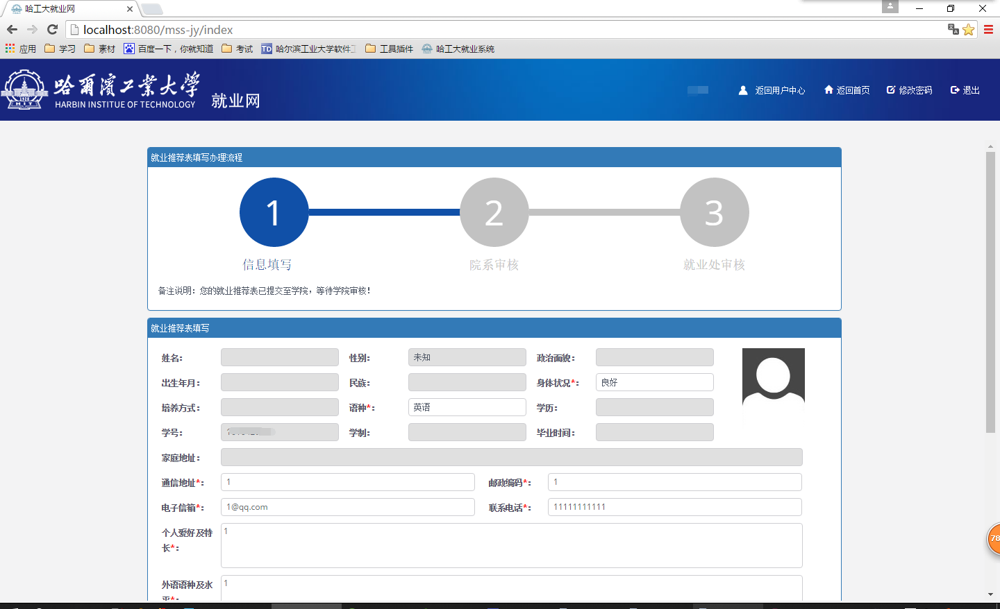 哈工大就业网
localhost:8080/mss-jy/index
应用 学习 素材 百度一下，你就知道 考试 TD 哈尔滨工业大学软件工 工具插件 哈工大就业系统
哈爾濱工業大學
HARBIN INSTITUE OF TECHNOLOGY
就业网
返回用户中心 返回首页 修改密码 退出
就业推荐表填写办理流程
1 2 3
信息填写 院系审核 就业处审核
备注说明：您的就业推荐表已提交至学院，等待学院审核！
就业推荐表填写
姓名： 性别： 未知 政治面貌：
出生年月： 民族： 身体状况*： 良好
培养方式： 语种*： 英语 学历：
学号： 学制： 毕业时间：
家庭地址：
通信地址*： 1 邮政编码*： 1
电子信箱*： 1@qq.com 联系电话*： 11111111111
个人爱好及特 1
长*：
78
外语语种及水 1
平*：